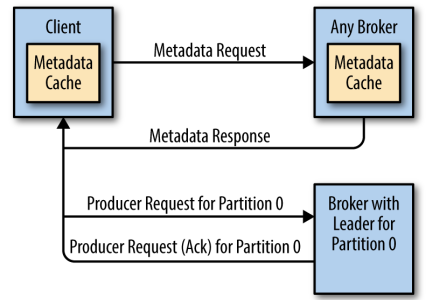 Client
Metadata
Cache
Metadata Request
Any Broker
Metadata
Cache
Metadata Response
Producer Request for Partition 0
Producer Request (Ack) for Partition 0
Broker with
Leader for
Partition 0